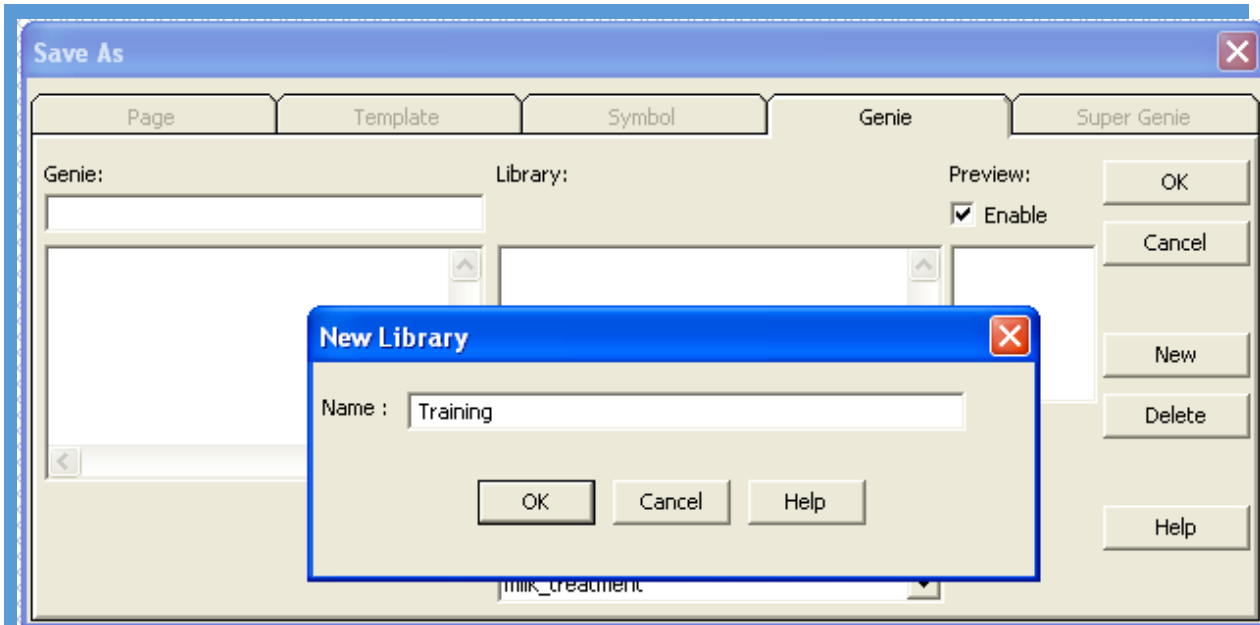 Save As
Page Template Symbol Genie Super Genie
Genie: Library: Preview: OK
Enable
Cancel
New Library
New
Name : Training
Delete
OK Cancel Help
Help
milk_treatment